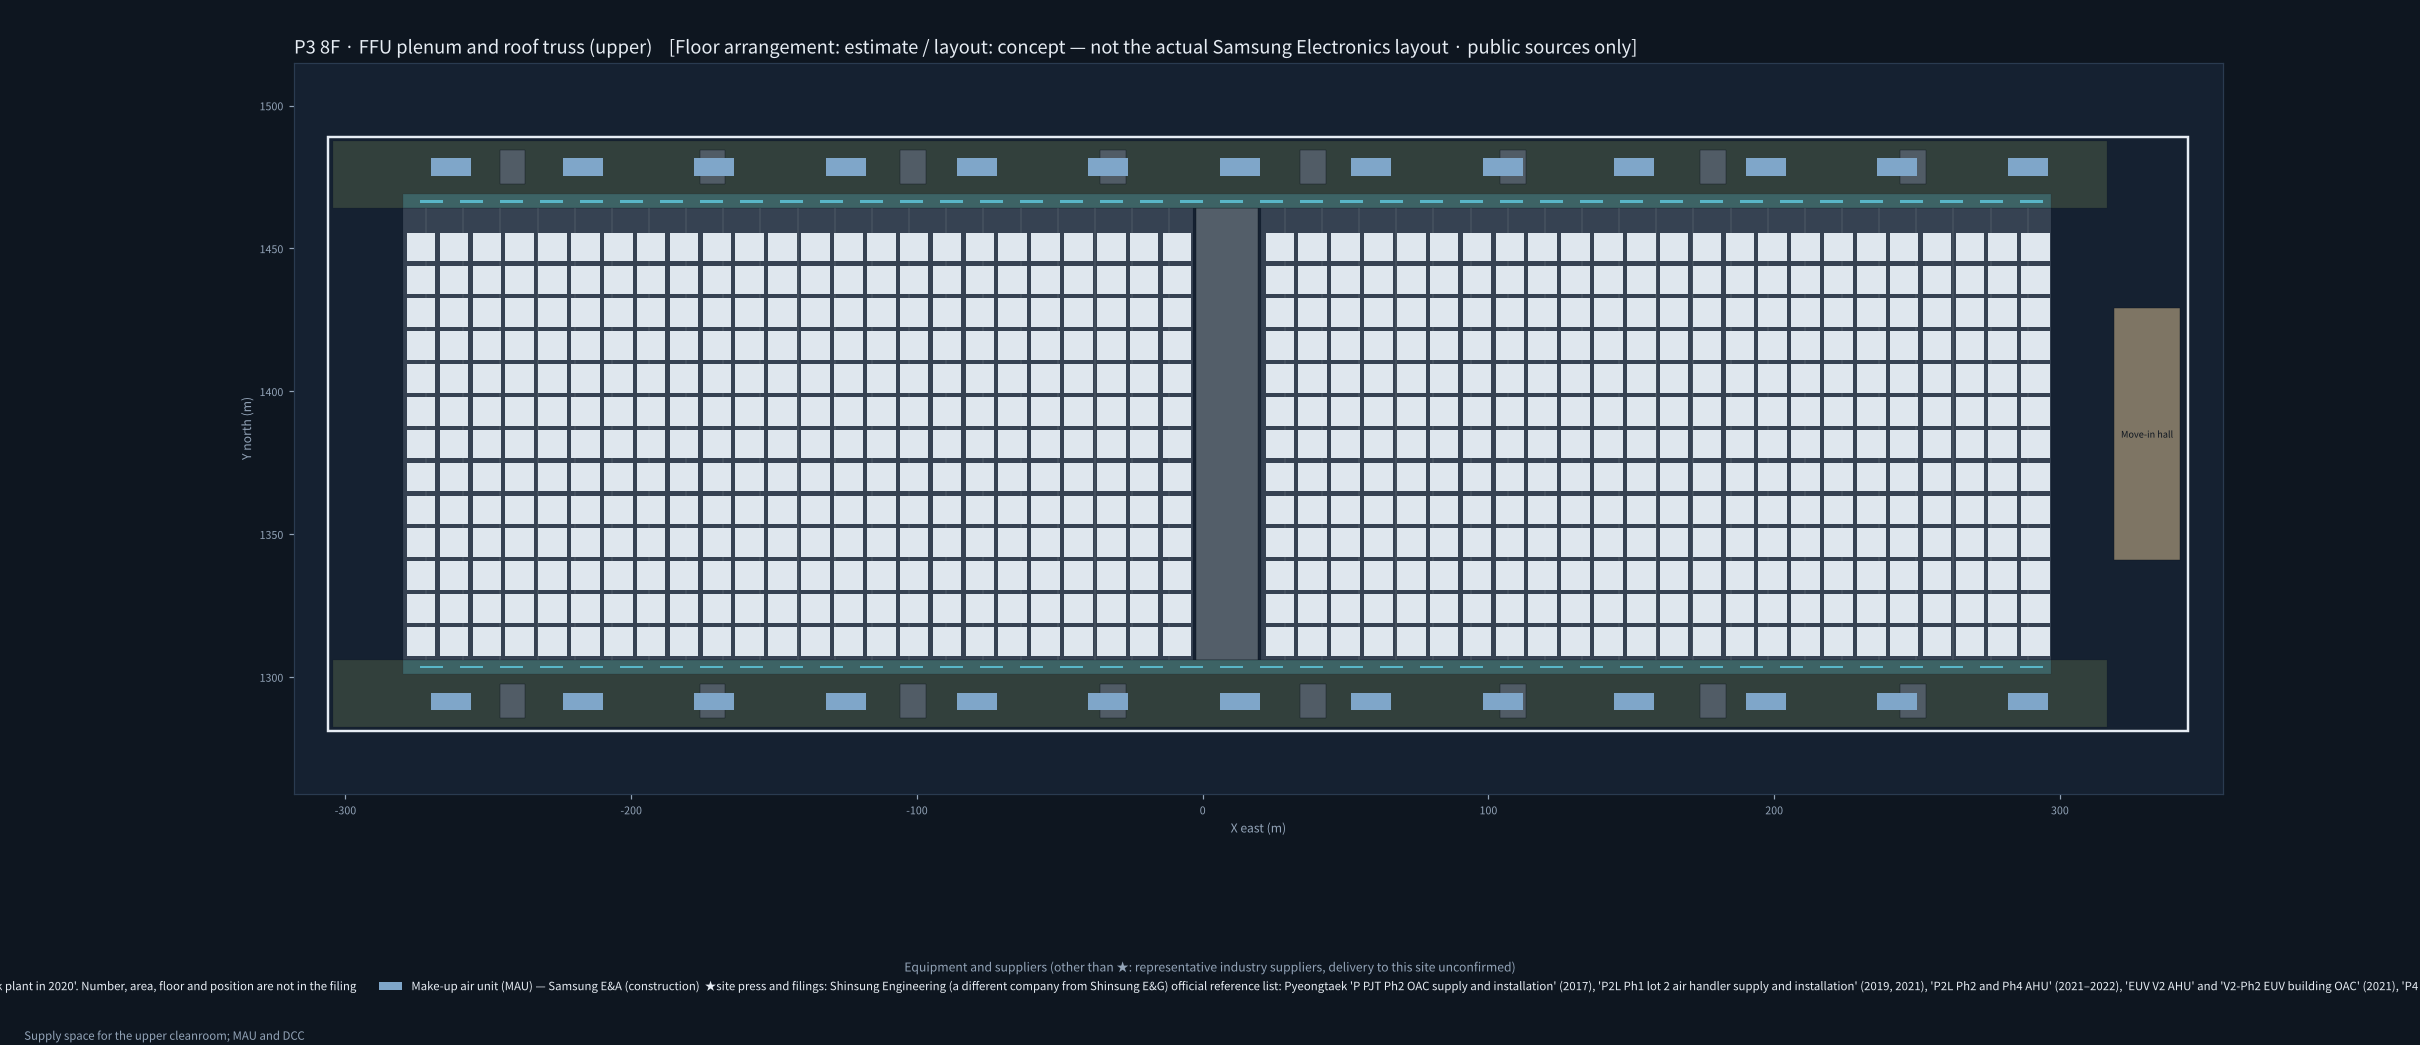 P3 8F · FFU plenum and roof truss (upper) [Floor arrangement: estimate / layout: concept — not the actual Samsung Electronics layout · public sources only]
1500
1450
1400
1350
1300
Y north (m)
Move-in hall
-300 -200 -100 0 100 200 300
X east (m)
Equipment and suppliers (other than ★: representative industry suppliers, delivery to this site unconfirmed)
plant in 2020'. Number, area, floor and position are not in the filing Make-up air unit (MAU) — Samsung E&A (construction) ★site press and filings: Shinsung Engineering (a different company from Shinsung E&G) official reference list: Pyeongtaek 'P PJT Ph2 OAC supply and installation' (2017), 'P2L Ph1 lot 2 air handler supply and installation' (2019, 2021), 'P2L Ph2 and Ph4 AHU' (2021–2022), 'EUV V2 AHU' and 'V2-Ph2 EUV building OAC' (2021), 'P4
Supply space for the upper cleanroom; MAU and DCC